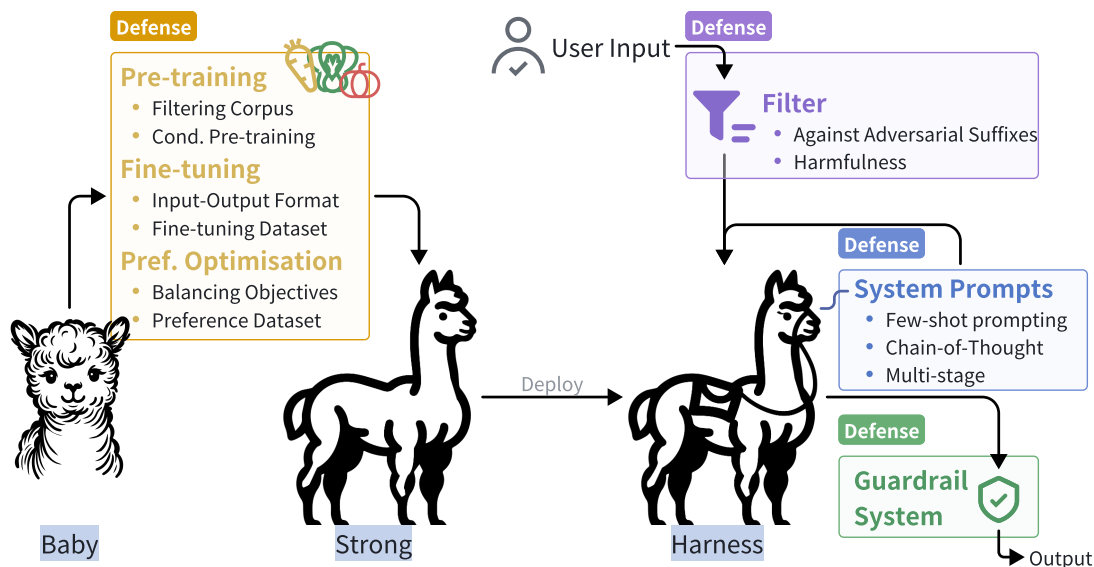 Defense
Pre-training
Filtering Corpus
Cond. Pre-training
Fine-tuning
Input-Output Format
Fine-tuning Dataset
Pref. Optimisation
Balancing Objectives
Preference Dataset
User Input
Defense
Filter
Against Adversarial Suffixes
Harmfulness
Defense
System Prompts
Few-shot prompting
Chain-of-Thought
Multi-stage
Deploy
Defense
Guardrail
System
Output
Baby
Strong
Harness